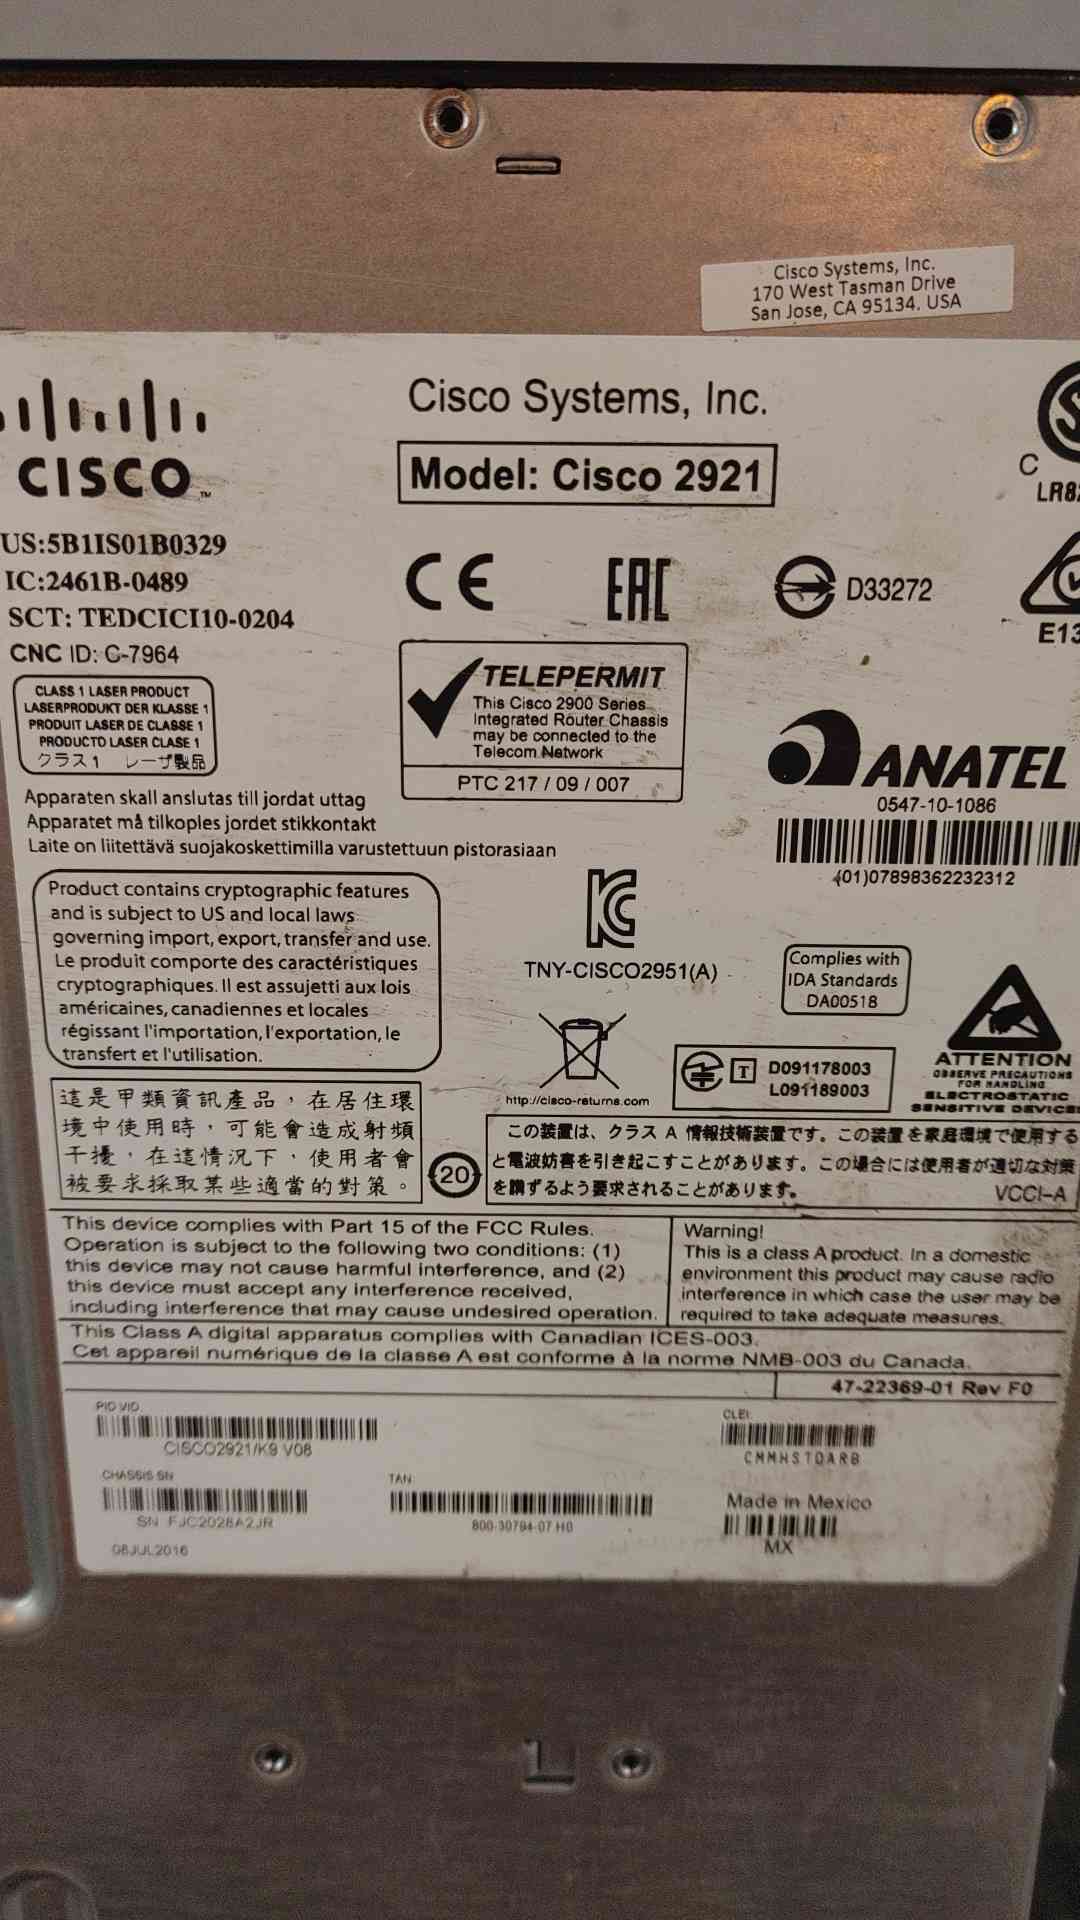 Cisco Systems, Inc.
170 West Tasman Drive
San Jose, CA 95134. USA
CISCO™
Cisco Systems, Inc.
Model: Cisco 2921
C
US:5B1IS01B0329
IC:2461B-0489
SCT: TEDCICI10-0204
CNC ID: C-7964
CE
EAC
D33272
CLASS 1 LASER PRODUCT
LASERPRODUKT DER KLASSE 1
PRODUIT LASER DE CLASSE 1
PRODUCTO LASER CLASE 1
クラス1 レーザ製品
TELEPERMIT
This Cisco 2900 Series
Integrated Router Chassis
may be connected to the
Telecom Network
PTC 217 / 09 / 007
ANATEL
0547-10-1086
(01)07898362232312
Apparaten skall anslutas till jordat uttag
Apparatet må tilkoples jordet stikkontakt
Laite on liitettävä suojakoskettimilla varustettuun pistorasiaan
Product contains cryptographic features
and is subject to US and local laws
governing import, export, transfer and use.
Le produit comporte des caractéristiques
cryptographiques. Il est assujetti aux lois
américaines, canadiennes et locales
régissant l'importation, l'exportation, le
transfert et l'utilisation.
TNY-CISCO2951(A)
Complies with
IDA Standards
DA00518
http://cisco-returns.com
T
D091178003
L091189003
ATTENTION
OBSERVE PRECAUTIONS
FOR HANDLING
ELECTROSTATIC
SENSITIVE DEVICES
這是甲類資訊產品，在居住環
境中使用時，可能會造成射頻
干擾，在這情況下，使用者會
被要求採取某些適當的對策。
20
この装置は、クラス A 情報技術装置です。この装置を家庭環境で使用する
と電波妨害を引き起こすことがあります。この場合には使用者が適切な対策
を講ずるよう要求されることがあります。
VCCI-A
This device complies with Part 15 of the FCC Rules.
Operation is subject to the following two conditions: (1)
this device may not cause harmful interference, and (2)
this device must accept any interference received,
including interference that may cause undesired operation.
Warning!
This is a class A product. In a domestic
environment this product may cause radio
interference in which case the user may be
required to take adequate measures.
This Class A digital apparatus complies with Canadian ICES-003.
Cet appareil numérique de la classe A est conforme à la norme NMB-003 du Canada.
47-22369-01 Rev F0
PID VID
CISCO2921/K9 V08
CLEI:
CMMHST0ARB
CHASSIS SN
SN FJC2028A2JR
TAN:
800-30794-07 H0
Made in Mexico
MX
08JUL2016